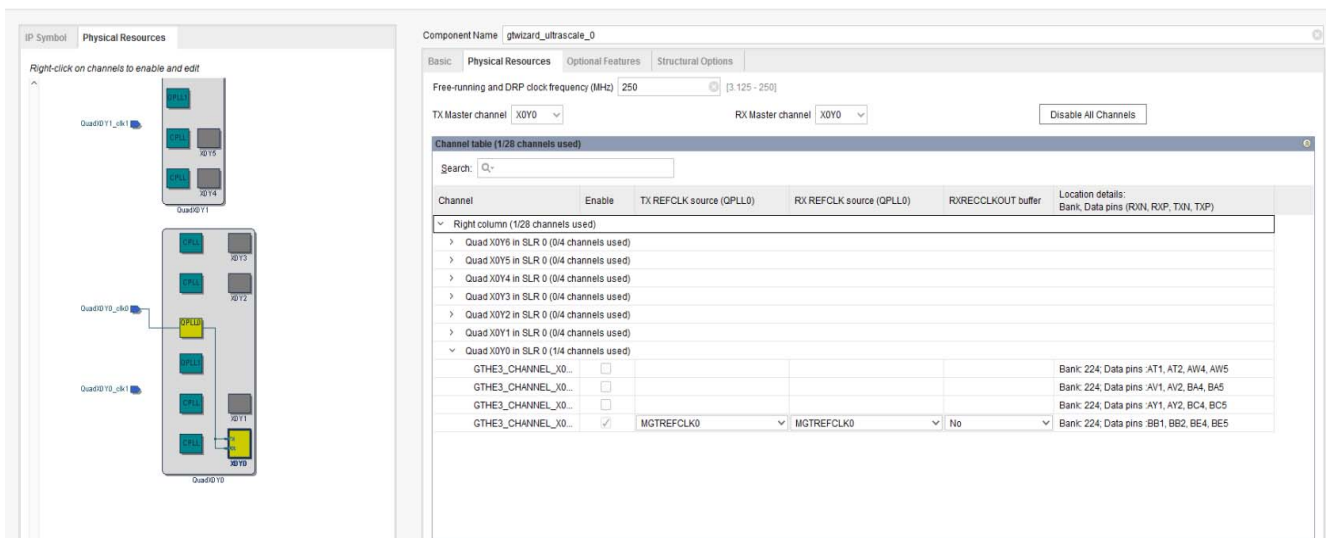 IP Symbol Physical Resources
Right-click on channels to enable and edit
QPLL1
QuadX0Y1_clk1
CPLL
X0Y5
CPLL
X0Y4
QuadX0Y1
CPLL
X0Y3
CPLL
X0Y2
QuadX0Y0_clk0
QPLL0
QPLL1
QuadX0Y0_clk1
CPLL
X0Y1
CPLL
X0Y0
QuadX0Y0
Component Name gtwizard_ultrascale_0
Basic Physical Resources Optional Features Structural Options
Free-running and DRP clock frequency (MHz) 250 [3.125 - 250]
TX Master channel X0Y0 RX Master channel X0Y0 Disable All Channels
Channel table (1/28 channels used)
Search: Q-
Channel Enable TX REFCLK source (QPLL0) RX REFCLK source (QPLL0) RXRECCLKOUT buffer Location details:
Bank, Data pins (RXN, RXP, TXN, TXP)
Right column (1/28 channels used)
Quad X0Y6 in SLR 0 (0/4 channels used)
Quad X0Y5 in SLR 0 (0/4 channels used)
Quad X0Y4 in SLR 0 (0/4 channels used)
Quad X0Y3 in SLR 0 (0/4 channels used)
Quad X0Y2 in SLR 0 (0/4 channels used)
Quad X0Y1 in SLR 0 (0/4 channels used)
Quad X0Y0 in SLR 0 (1/4 channels used)
GTHE3_CHANNEL_X0... Bank: 224; Data pins :AT1, AT2, AW4, AW5
GTHE3_CHANNEL_X0... Bank: 224; Data pins :AV1, AV2, BA4, BA5
GTHE3_CHANNEL_X0... Bank: 224; Data pins :AY1, AY2, BC4, BC5
GTHE3_CHANNEL_X0... MGTREFCLK0 MGTREFCLK0 No Bank: 224; Data pins :BB1, BB2, BE4, BE5